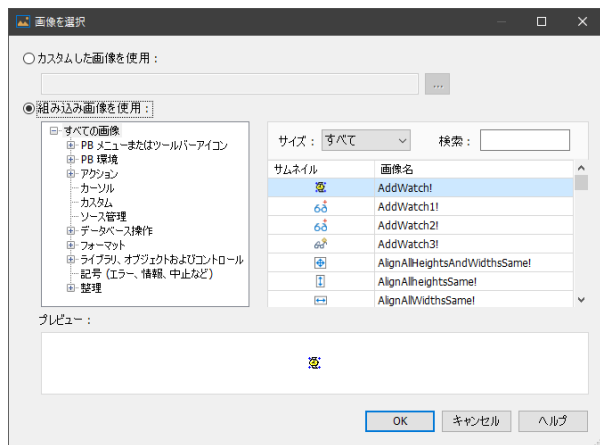 画像を選択
カスタムした画像を使用：
...
組み込み画像を使用：
すべての画像
PB メニューまたはツールバーアイコン
PB 環境
アクション
カーソル
カスタム
ソース管理
データベース操作
フォーマット
ライブラリ、オブジェクトおよびコントロール
記号 (エラー、情報、中止など)
整理
サイズ： すべて 検索：
サムネイル 画像名
AddWatch!
AddWatch1!
AddWatch2!
AddWatch3!
AlignAllHeightsAndWidthsSame!
AlignAllheightsSame!
AlignAllWidthsSame!
プレビュー：
OK キャンセル ヘルプ